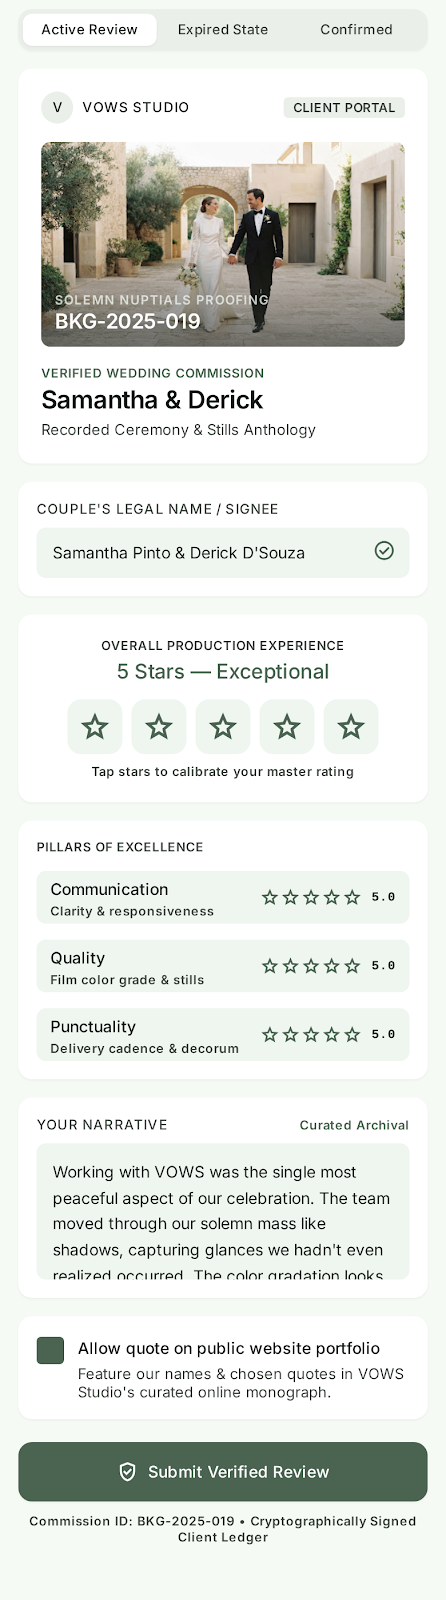 Active Review
Expired State
Confirmed
V
VOWS STUDIO
CLIENT PORTAL
SOLEMN NUPTIALS PROOFING
BKG-2025-019
VERIFIED WEDDING COMMISSION
Samantha & Derick
Recorded Ceremony & Stills Anthology
COUPLE'S LEGAL NAME / SIGNEE
Samantha Pinto & Derick D'Souza
OVERALL PRODUCTION EXPERIENCE
5 Stars — Exceptional
Tap stars to calibrate your master rating
PILLARS OF EXCELLENCE
Communication
Clarity & responsiveness
5.0
Quality
Film color grade & stills
5.0
Punctuality
Delivery cadence & decorum
5.0
YOUR NARRATIVE
Curated Archival
Working with VOWS was the single most
peaceful aspect of our celebration. The team
moved through our solemn mass like
shadows, capturing glances we hadn't even
realized occurred. The color gradation looks
Allow quote on public website portfolio
Feature our names & chosen quotes in VOWS
Studio's curated online monograph.
Submit Verified Review
Commission ID: BKG-2025-019 • Cryptographically Signed
Client Ledger